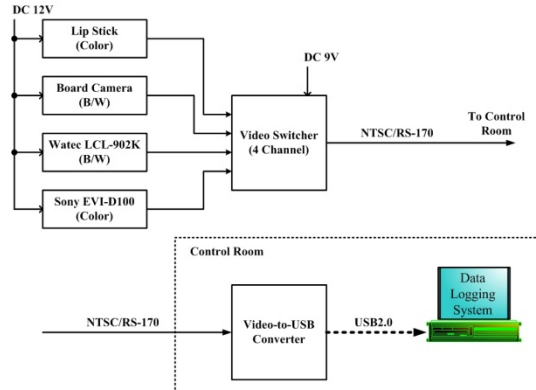 DC 12V
Lip Stick
(Color)
DC 9V
Board Camera
(B/W)
Video Switcher
(4 Channel)
NTSC/RS-170
To Control
Room
Watec LCL-902K
(B/W)
Sony EVI-D100
(Color)
Control Room
NTSC/RS-170
Video-to-USB
Converter
USB2.0
Data
Logging
System